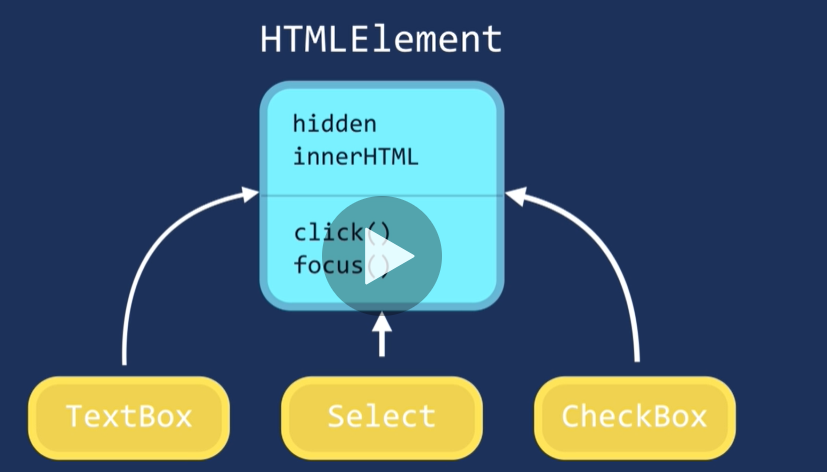 HTMLElement
hidden
innerHTML
click()
focus()
TextBox
Select
CheckBox